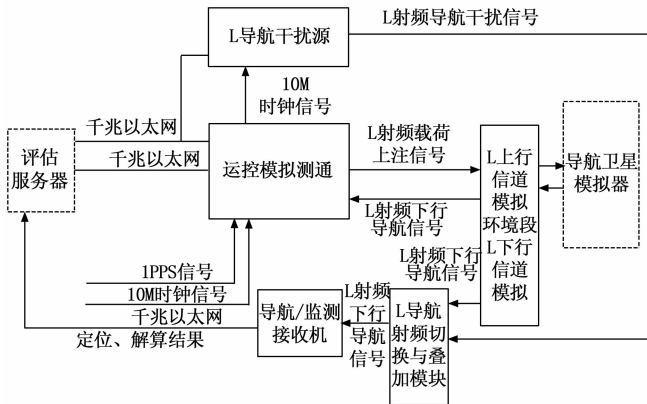 L射频导航干扰信号
L导航干扰源
10M
时钟信号
千兆以太网
千兆以太网
评估
服务器
运控模拟测通
L射频载荷
上注信号
L射频下行
导航信号
L上行
信道
模拟
环境段
L下行
信道
模拟
导航卫星
模拟器
L射频下行
导航信号
1PPS信号
10M时钟信号
千兆以太网
定位、解算结果
导航/监测
接收机
L射频
下行
导航
信号
L导航
射频切
换与叠
加模块